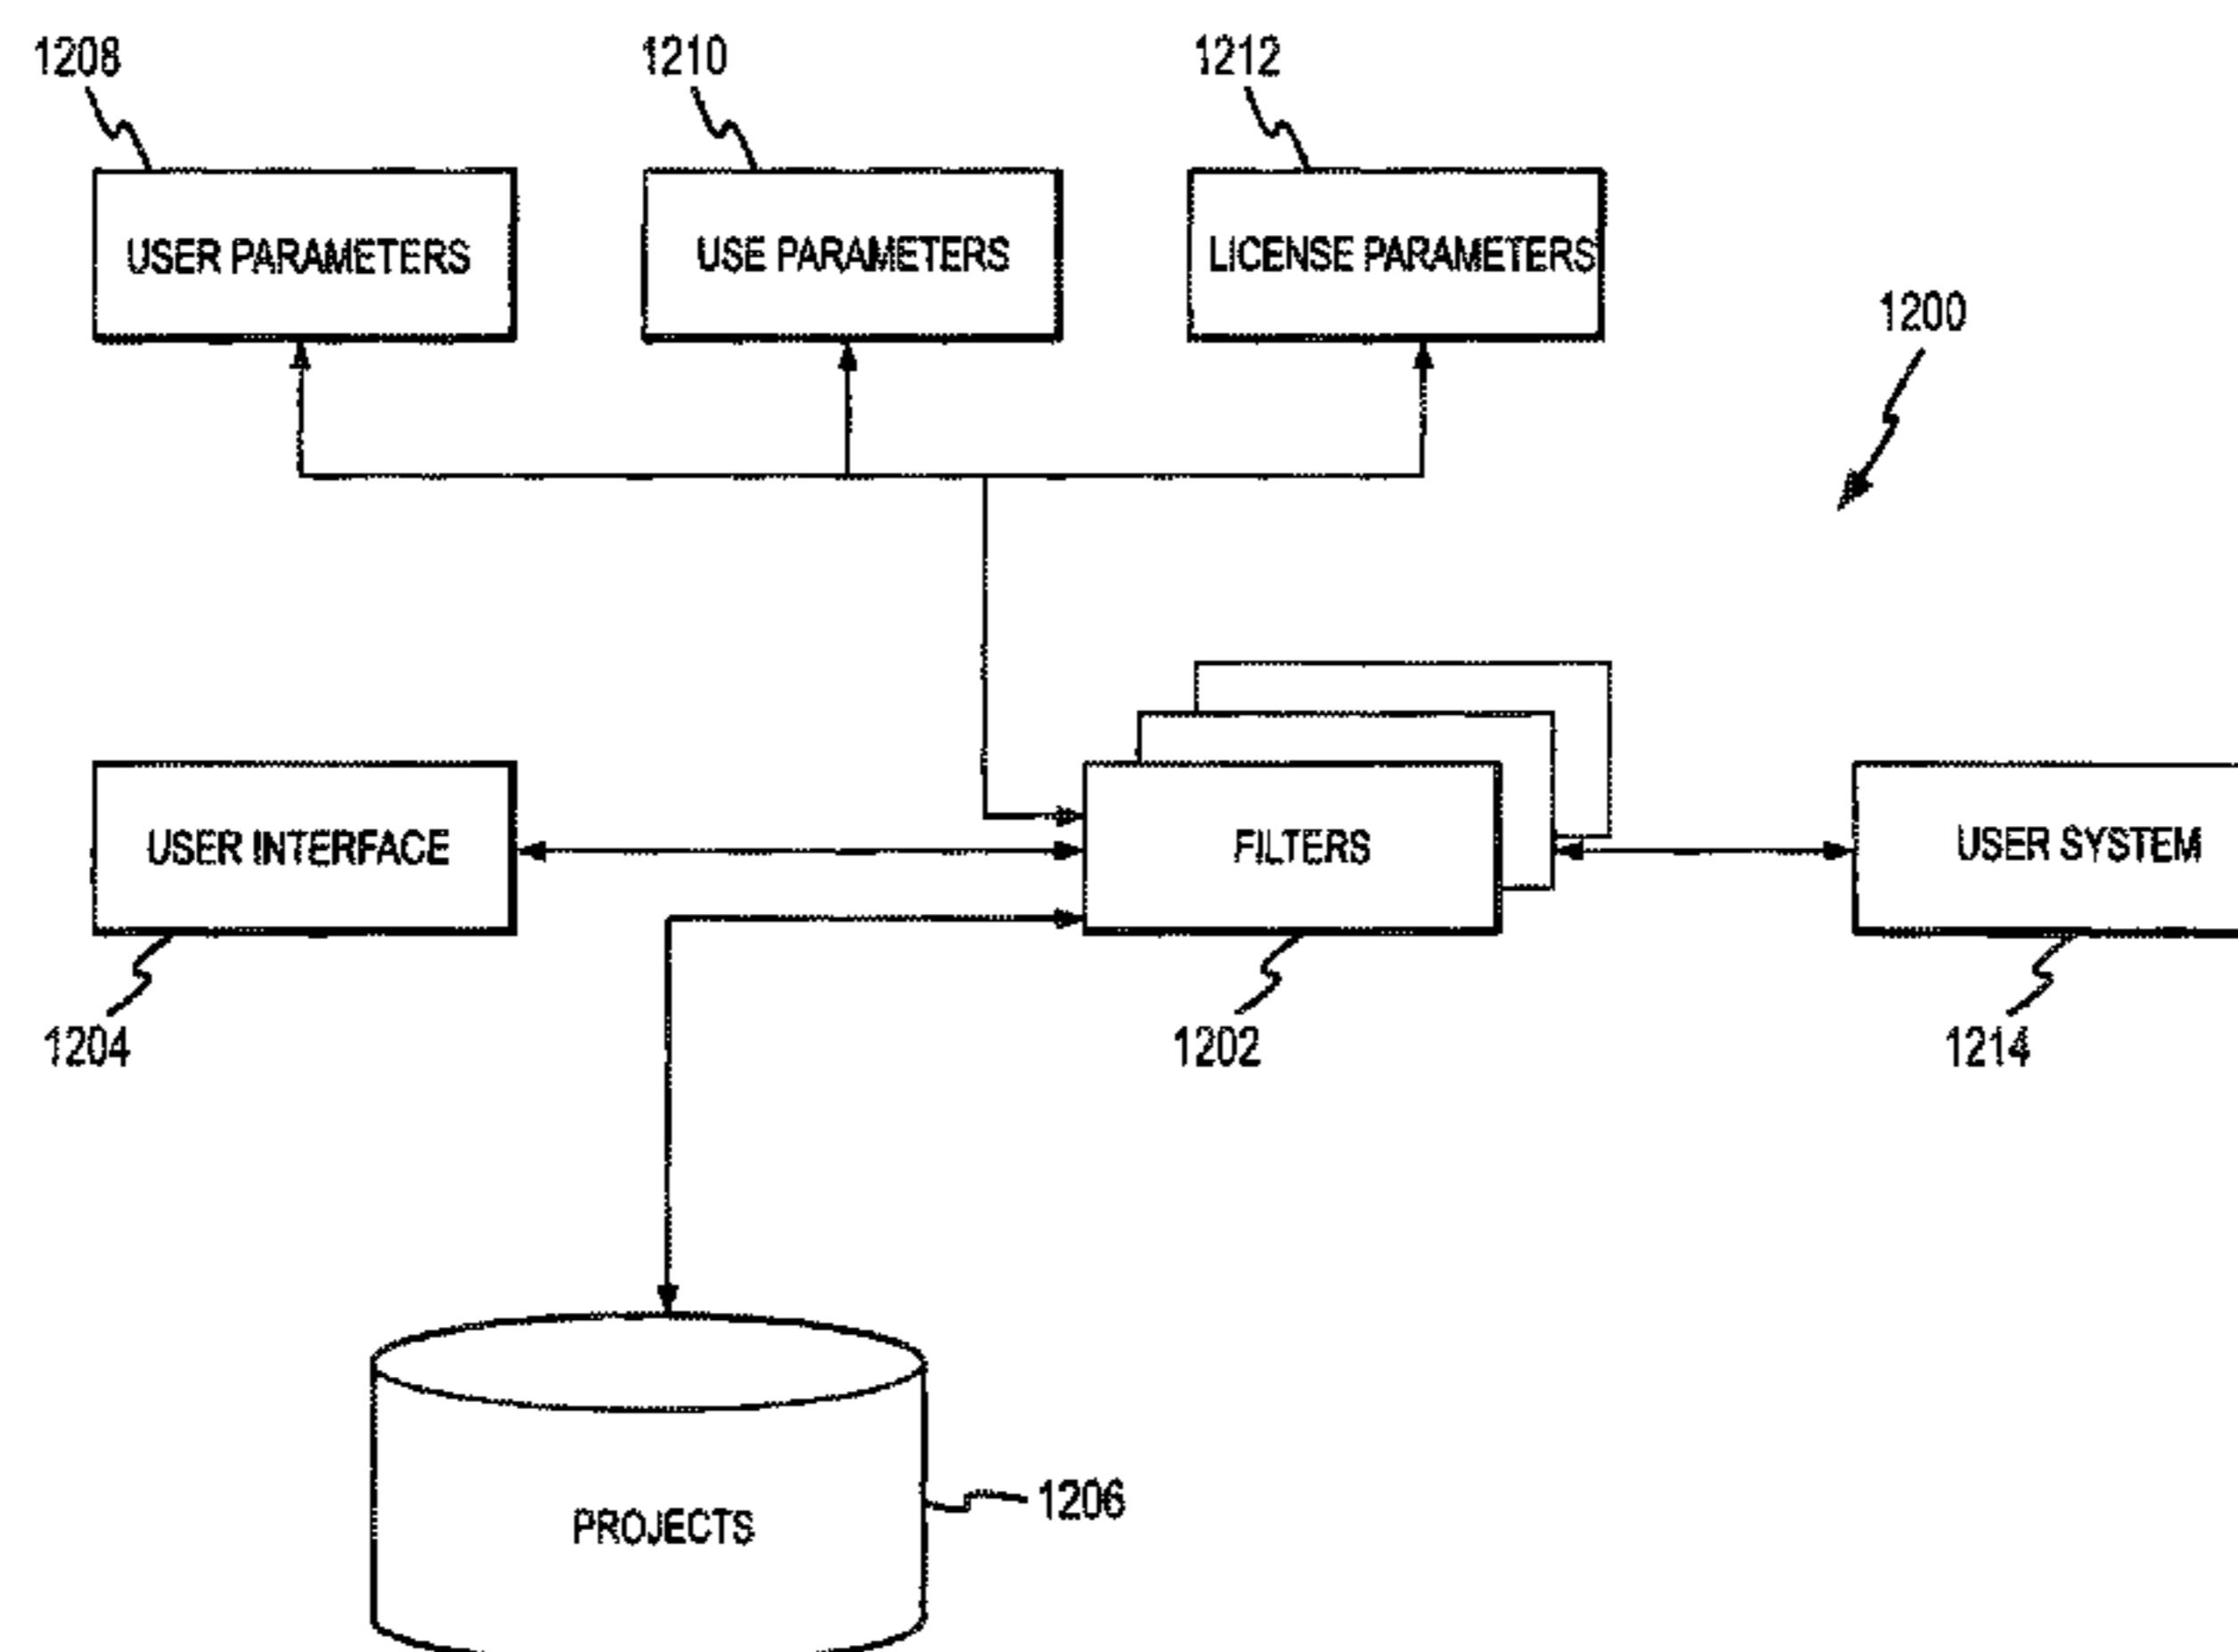 1208
1210
1212
USER PARAMETERS
USE PARAMETERS
LICENSE PARAMETERS
1200
USER INTERFACE
FILTERS
USER SYSTEM
1204
1202
1214
PROJECTS
1206